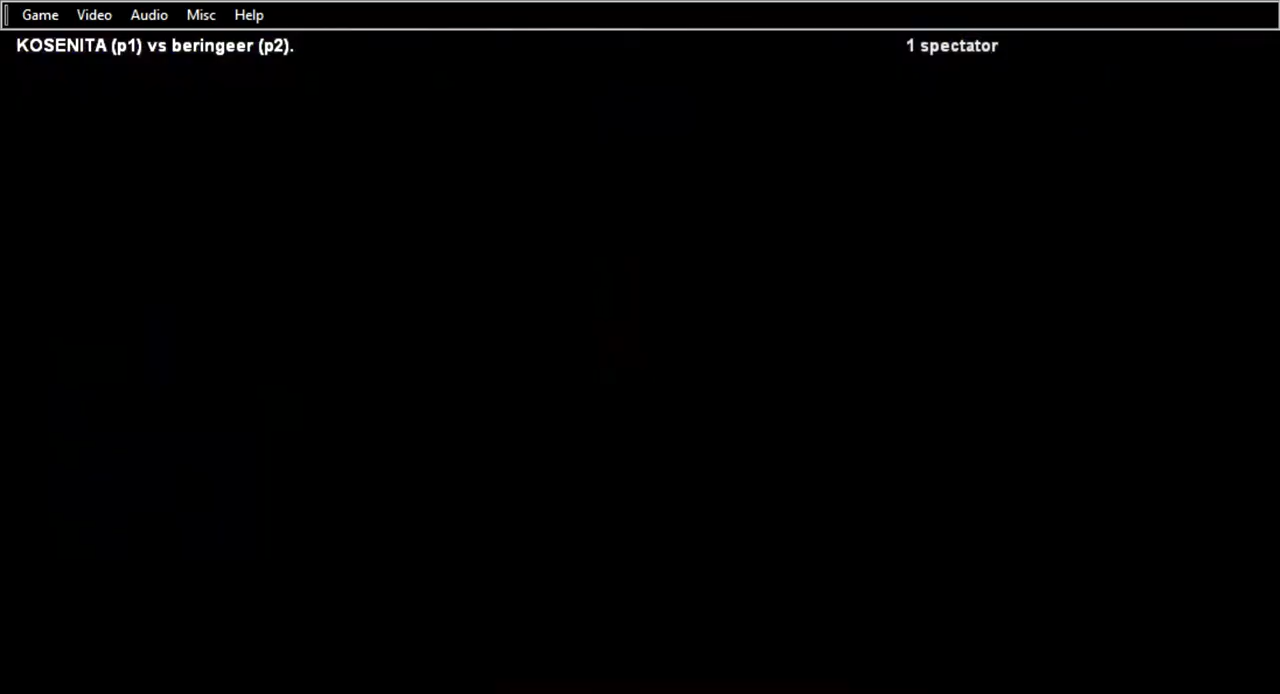 Game Video Audio Misc Help
KOSENITA (p1) vs beringeer (p2). 1 spectator